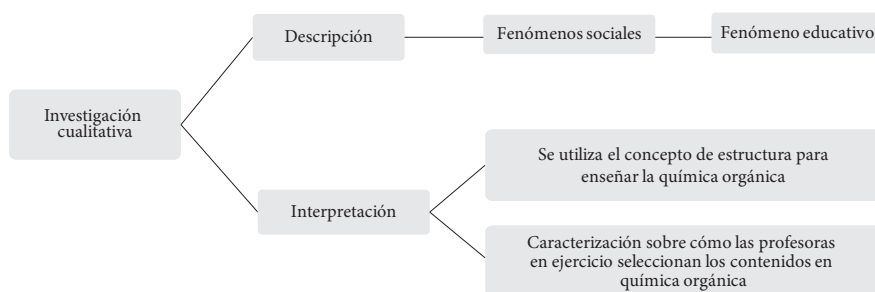 Descripción
Fenómenos sociales
Fenómeno educativo
Investigación
cualitativa
Se utiliza el concepto de estructura para
enseñar la química orgánica
Interpretación
Caracterización sobre cómo las profesoras
en ejercicio seleccionan los contenidos en
química orgánica